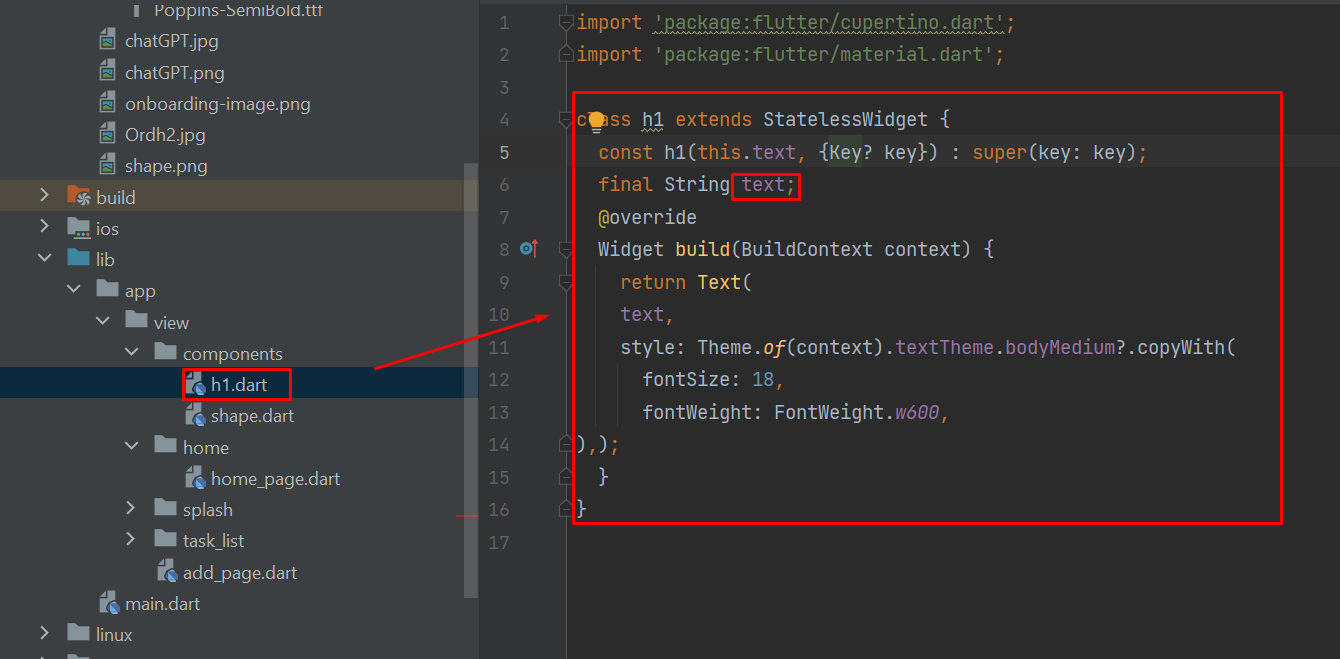 Poppins-SemiBold.ttf
chatGPT.jpg
chatGPT.png
onboarding-image.png
Ordh2.jpg
shape.png
build
ios
lib
app
view
components
h1.dart
shape.dart
home
home_page.dart
splash
task_list
add_page.dart
main.dart
linux
1 import 'package:flutter/cupertino.dart';
2 import 'package:flutter/material.dart';
3
4 class h1 extends StatelessWidget {
5 const h1(this.text, {Key? key}) : super(key: key);
6 final String text;
7 @override
8 Widget build(BuildContext context) {
9 return Text(
10 text,
11 style: Theme.of(context).textTheme.bodyMedium?.copyWith(
12 fontSize: 18,
13 fontWeight: FontWeight.w600,
14 ),);
15 }
16 }
17